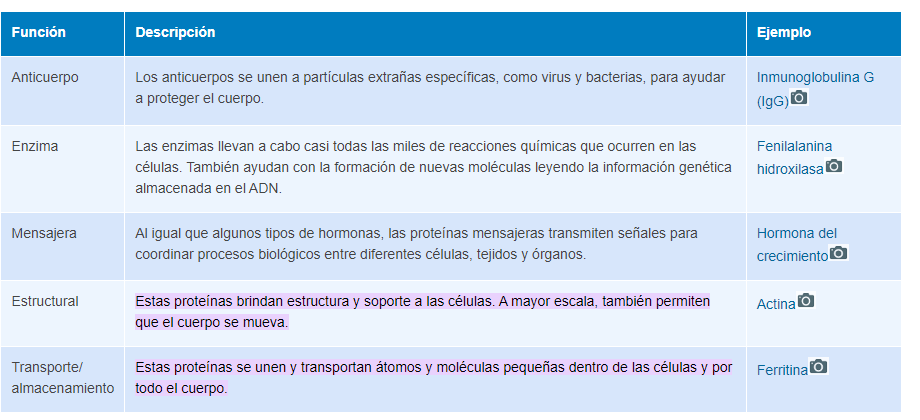 Función Descripción Ejemplo
Anticuerpo Los anticuerpos se unen a partículas extrañas específicas, como virus y bacterias, para ayudar Inmunoglobulina G
a proteger el cuerpo. (IgG)
Enzima Las enzimas llevan a cabo casi todas las miles de reacciones químicas que ocurren en las Fenilalanina
células. También ayudan con la formación de nuevas moléculas leyendo la información genética hidroxilasa
almacenada en el ADN.
Mensajera Al igual que algunos tipos de hormonas, las proteínas mensajeras transmiten señales para Hormona del
coordinar procesos biológicos entre diferentes células, tejidos y órganos. crecimiento
Estructural Estas proteínas brindan estructura y soporte a las células. A mayor escala, también permiten Actina
que el cuerpo se mueva.
Transporte/ Estas proteínas se unen y transportan átomos y moléculas pequeñas dentro de las células y por Ferritina
almacenamiento todo el cuerpo.